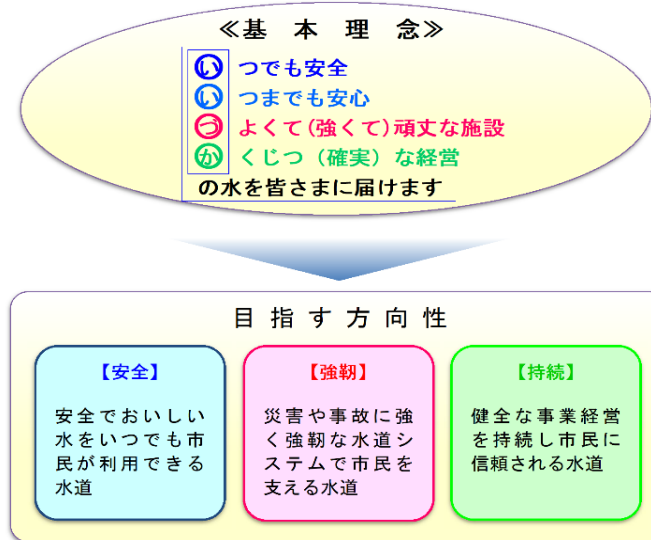 ≪基本理念≫
いつでも安全
いつまでも安心
づよくて(強くて)頑丈な施設
かくじつ（確実）な経営
の水を皆さまに届けます
目指す方向性
【安全】
安全でおいしい
水をいつでも市
民が利用できる
水道
【強靭】
災害や事故に強
く強靭な水道シ
ステムで市民を
支える水道
【持続】
健全な事業経営
を持続し市民に
信頼される水道